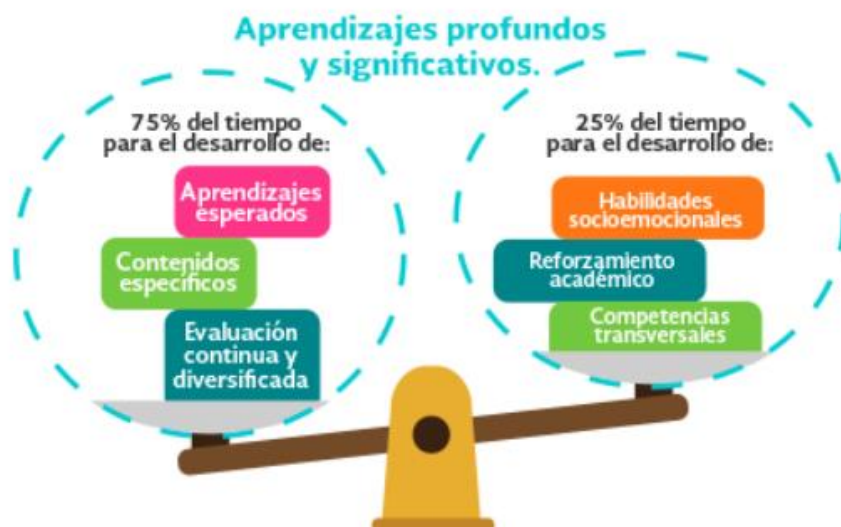 Aprendizajes profundos
y significativos.
75% del tiempo
para el desarrollo de:
Aprendizajes
esperados
Contenidos
específicos
Evaluación
continua y
diversificada
25% del tiempo
para el desarrollo de:
Habilidades
socioemocionales
Reforzamiento
académico
Competencias
transversales